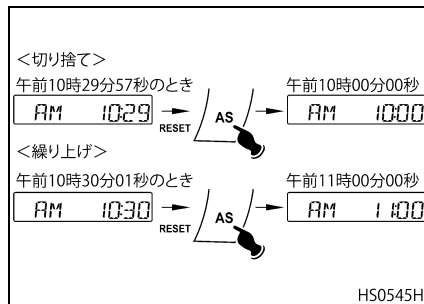 <切り捨て>
午前10時29分57秒のとき 午前10時00分00秒
AM 10:29 RESET AS AM 10:00
<繰り上げ>
午前10時30分01秒のとき 午前11時00分00秒
AM 10:30 RESET AS AM 11:00
HS0545H